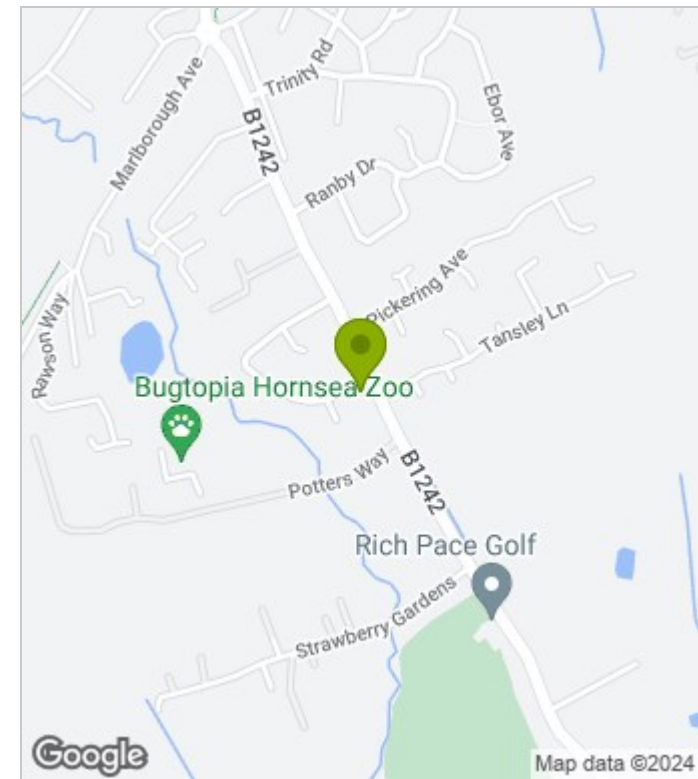 Trinity Rd
Marlborough Ave
B1242
Ebor Ave
Ranby Dr
Pickering Ave
Rawson Way
Tansley Ln
Bugtopia Hornsea Zoo
Potters Way
B1242
Rich Pace Golf
Strawberry Gardens
Google
Map data ©2024